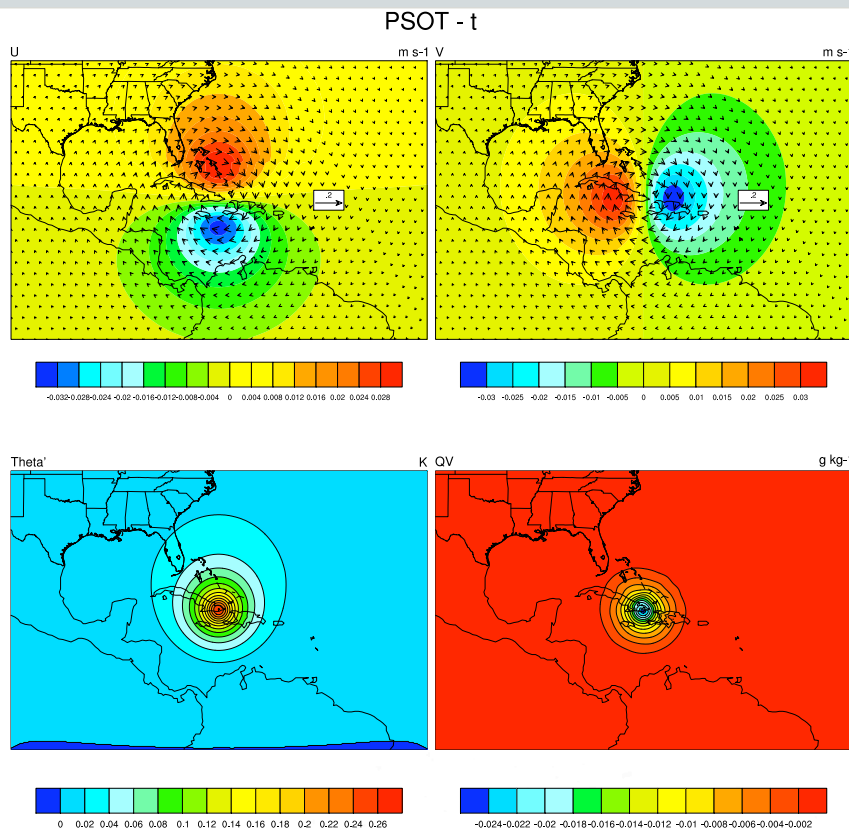 PSOT - t
U m s-1
V m s-1
.2
.2
-0.032-0.028-0.024-0.02-0.016-0.012-0.008-0.004 0 0.004 0.008 0.012 0.016 0.02 0.024 0.028
-0.03 -0.025 -0.02 -0.015 -0.01 -0.005 0 0.005 0.01 0.015 0.02 0.025 0.03
Theta' K
QV g kg-
0 0.02 0.04 0.06 0.08 0.1 0.12 0.14 0.16 0.18 0.2 0.22 0.24 0.26
-0.024-0.022 -0.02 -0.018-0.016-0.014-0.012 -0.01 -0.008-0.006-0.004-0.002